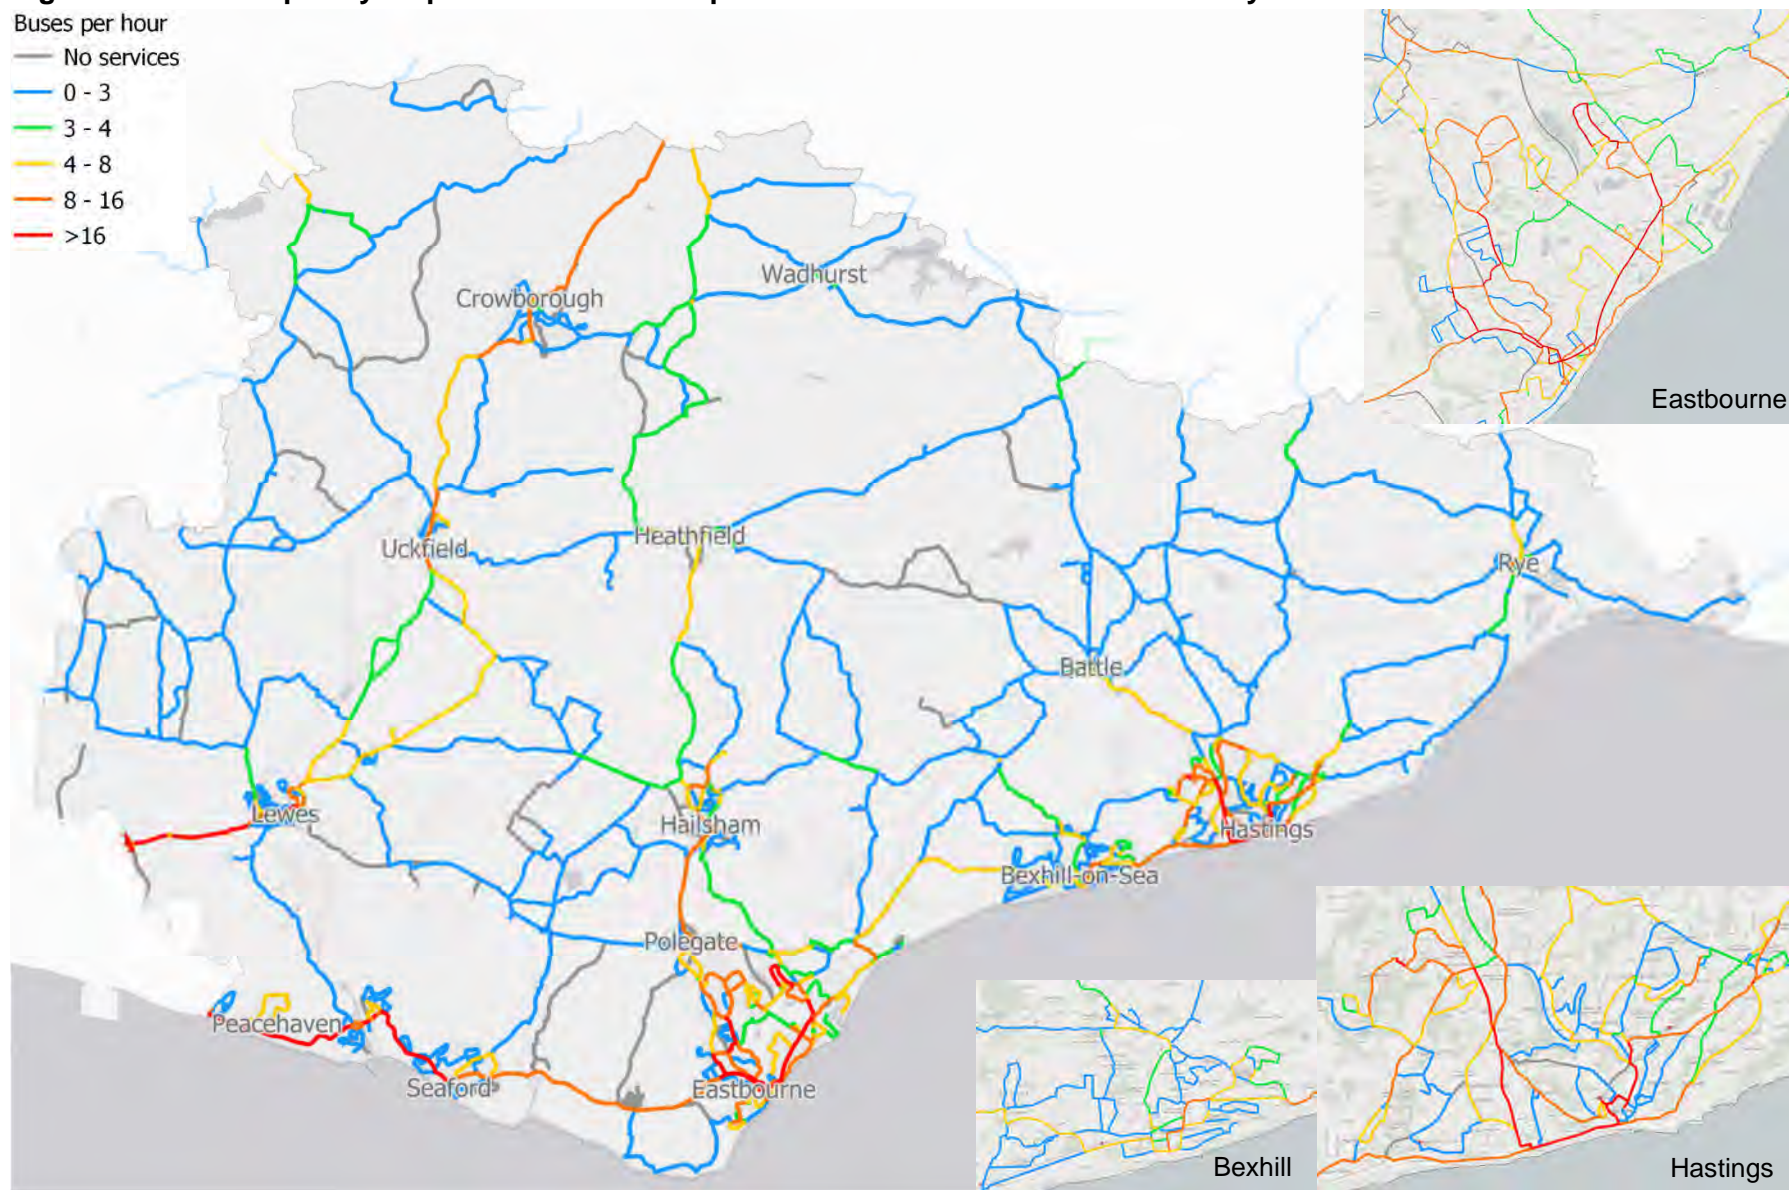 Buses per hour
No services
0 - 3
3 - 4
4 - 8
8 - 16
>16
Eastbourne
Wadhurst
Crowborough
Uckfield
Heathfield
Rye
Battle
Lewes
Hailsham
Hastings
Bexhill-on-Sea
Polegate
Peacehaven
Seaford
Eastbourne
Bexhill
Hastings